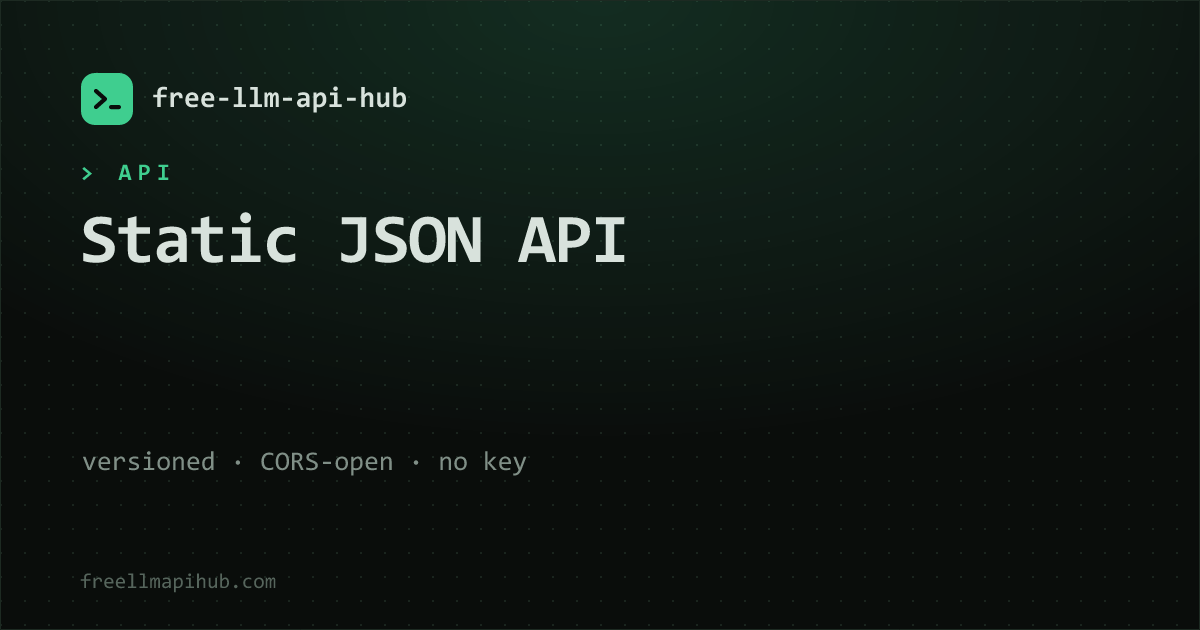 free-llm-api-hub
> API
Static JSON API
versioned · CORS-open · no key
freellmapihub.com